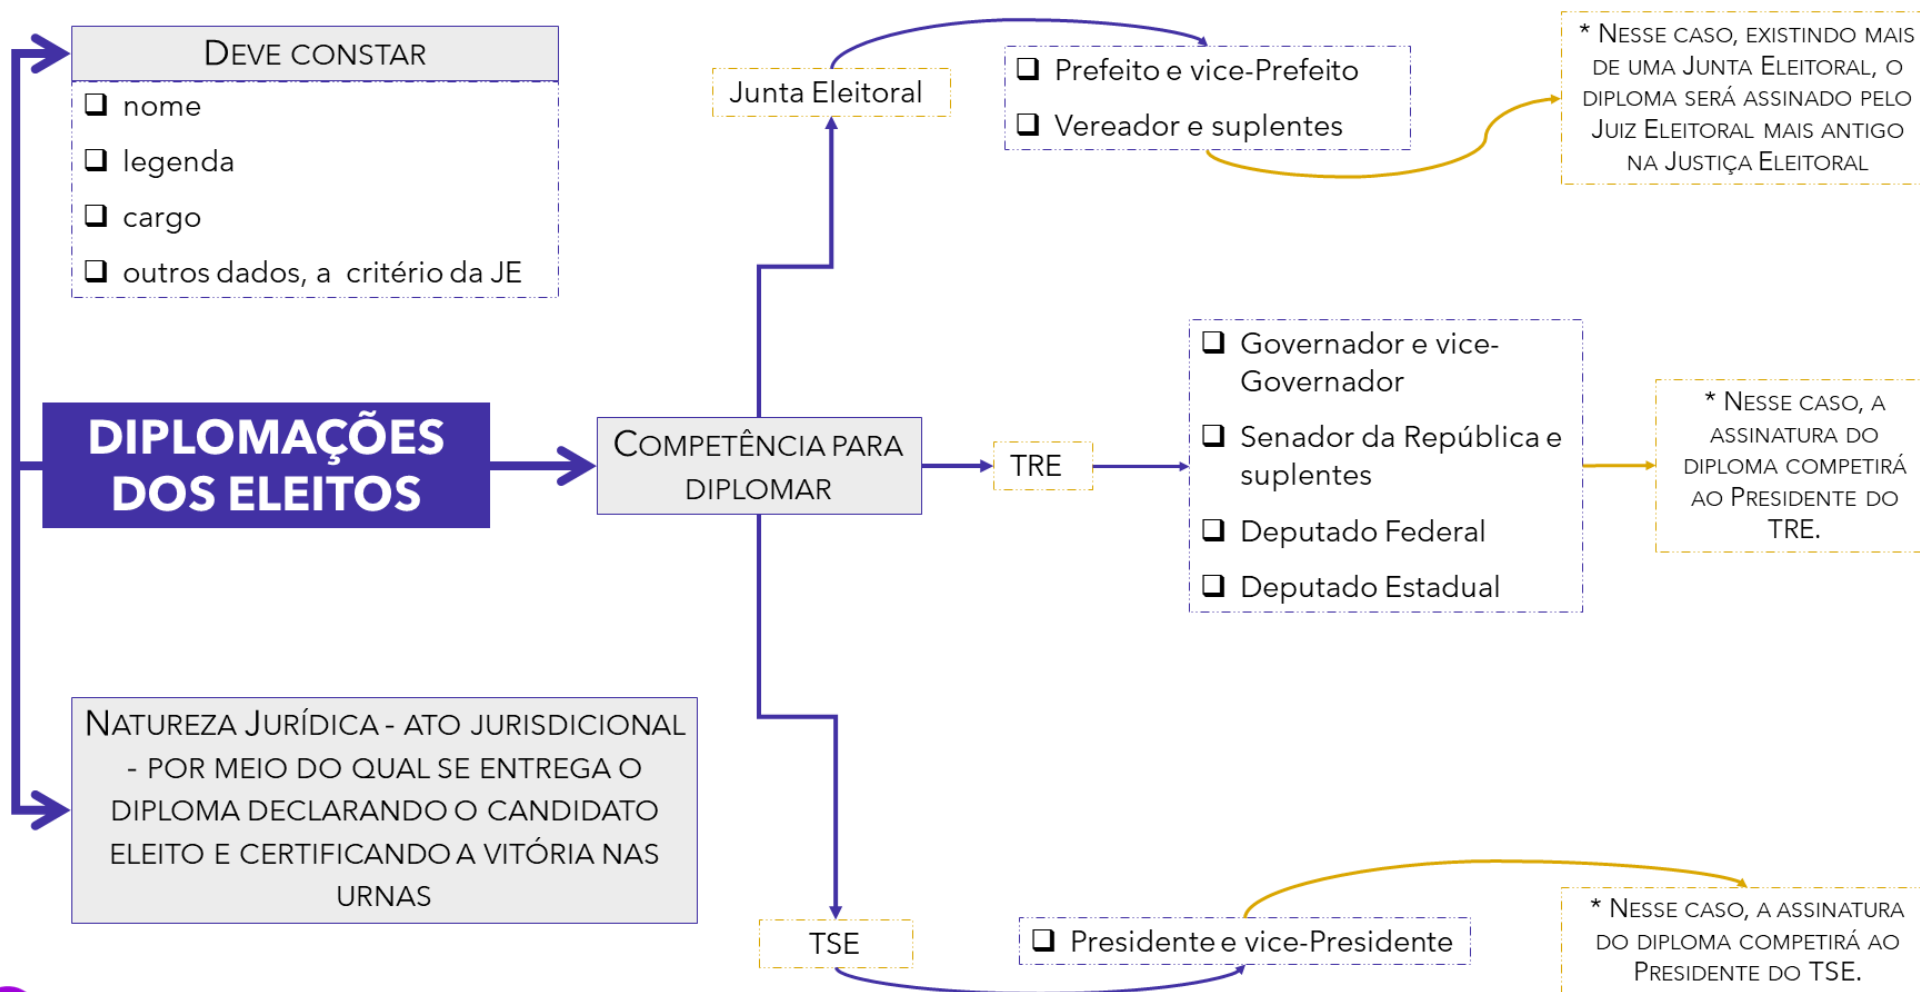 DEVE CONSTAR
❑ nome
❑ legenda
❑ cargo
❑ outros dados, a critério da JE
DIPLOMAÇÕES
DOS ELEITOS
NATUREZA JURÍDICA - ATO JURISDICIONAL
- POR MEIO DO QUAL SE ENTREGA O
DIPLOMA DECLARANDO O CANDIDATO
ELEITO E CERTIFICANDO A VITÓRIA NAS
URNAS
COMPETÊNCIA PARA
DIPLOMAR
Junta Eleitoral
❑ Prefeito e vice-Prefeito
❑ Vereador e suplentes
* NESSE CASO, EXISTINDO MAIS
DE UMA JUNTA ELEITORAL, O
DIPLOMA SERÁ ASSINADO PELO
JUIZ ELEITORAL MAIS ANTIGO
NA JUSTIÇA ELEITORAL
TRE
❑ Governador e vice-
Governador
❑ Senador da República e
suplentes
❑ Deputado Federal
❑ Deputado Estadual
* NESSE CASO, A
ASSINATURA DO
DIPLOMA COMPETIRÁ
AO PRESIDENTE DO
TRE.
TSE
❑ Presidente e vice-Presidente
* NESSE CASO, A ASSINATURA
DO DIPLOMA COMPETIRÁ AO
PRESIDENTE DO TSE.